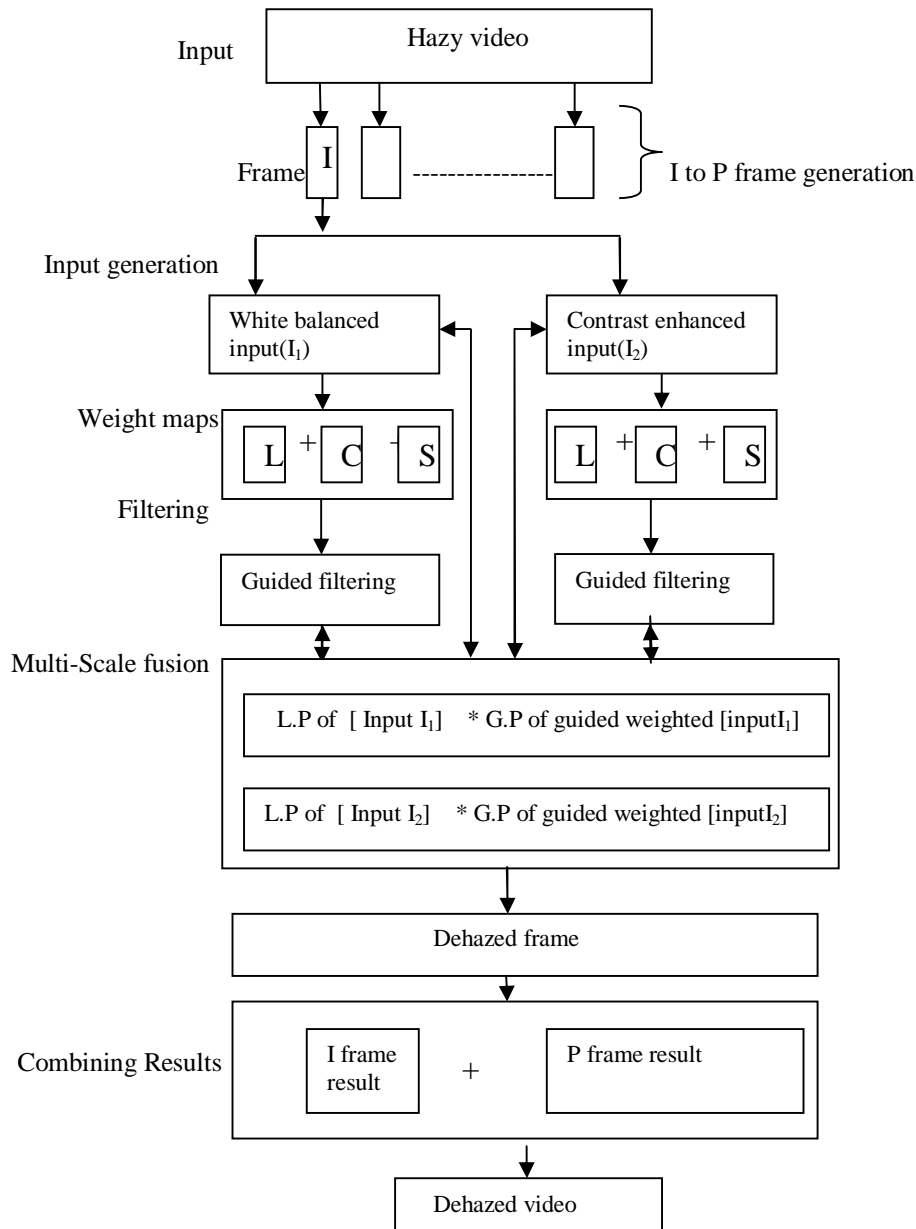 Input
Hazy video
Frame
I
I to P frame generation
Input generation
White balanced
input(I₁)
Contrast enhanced
input(I₂)
Weight maps
L + C - S
L + C + S
Filtering
Guided filtering
Guided filtering
Multi-Scale fusion
L.P of [ Input I₁] * G.P of guided weighted [inputI₁]
L.P of [ Input I₂] * G.P of guided weighted [inputI₂]
Dehazed frame
Combining Results
I frame
result
+
P frame result
Dehazed video